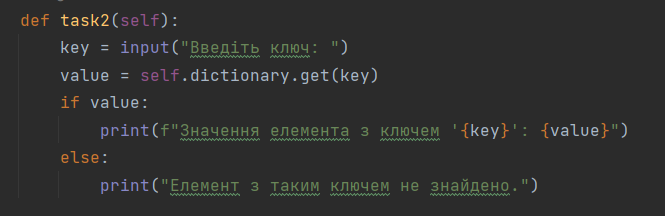 def task2(self):
    key = input("Введіть ключ: ")
    value = self.dictionary.get(key)
    if value:
        print(f"Значення елемента з ключем '{key}': {value}")
    else:
        print("Елемент з таким ключем не знайдено.")